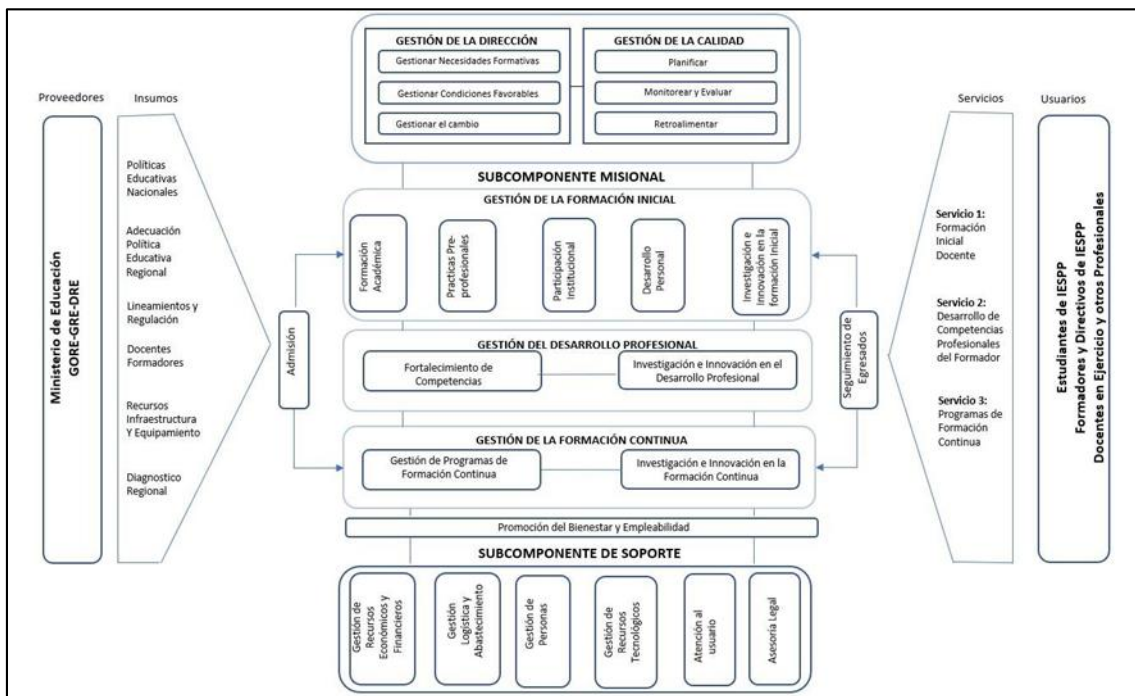 GESTIÓN DE LA DIRECCIÓN
Gestionar Necesidades Formativas
Gestionar Condiciones Favorables
Gestionar el cambio
GESTIÓN DE LA CALIDAD
Planificar
Monitorear y Evaluar
Retroalimentar
Proveedores
Insumos
Ministerio de Educación
GORE-GRE-DRE
Políticas
Educativas
Nacionales
Adecuación
Política
Educativa
Regional
Lineamientos y
Regulación
Docentes
Formadores
Recursos
Infraestructura
Y Equipamiento
Diagnostico
Regional
Admisión
SUBCOMPONENTE MISIONAL
GESTIÓN DE LA FORMACIÓN INICIAL
Formación
Académica
Practicas Pre-
profesionales
Participación
Institucional
Desarrollo
Personal
Investigación e
Innovación en la
formación Inicial
GESTIÓN DEL DESARROLLO PROFESIONAL
Fortalecimiento de
Competencias
Investigación e Innovación en el
Desarrollo Profesional
GESTIÓN DE LA FORMACIÓN CONTINUA
Gestión de Programas de
Formación Continua
Investigación e Innovación en la
Formación Continua
Promoción del Bienestar y Empleabilidad
SUBCOMPONENTE DE SOPORTE
Gestión de
Recursos
Económicos y
Financieros
Gestión
Logística y
Abastecimiento
Gestión de
Personas
Gestión de
Recursos
Tecnológicos
Atención al
usuario
Asesoría Legal
Seguimiento de
Egresados
Servicios
Usuarios
Servicio 1:
Formación
Inicial
Docente
Servicio 2:
Desarrollo de
Competencias
Profesionales
del Formador
Servicio 3:
Programas de
Formación
Continua
Estudiantes de IESPP
Formadores y Directivos de IESPP
Docentes en Ejercicio y otros Profesionales